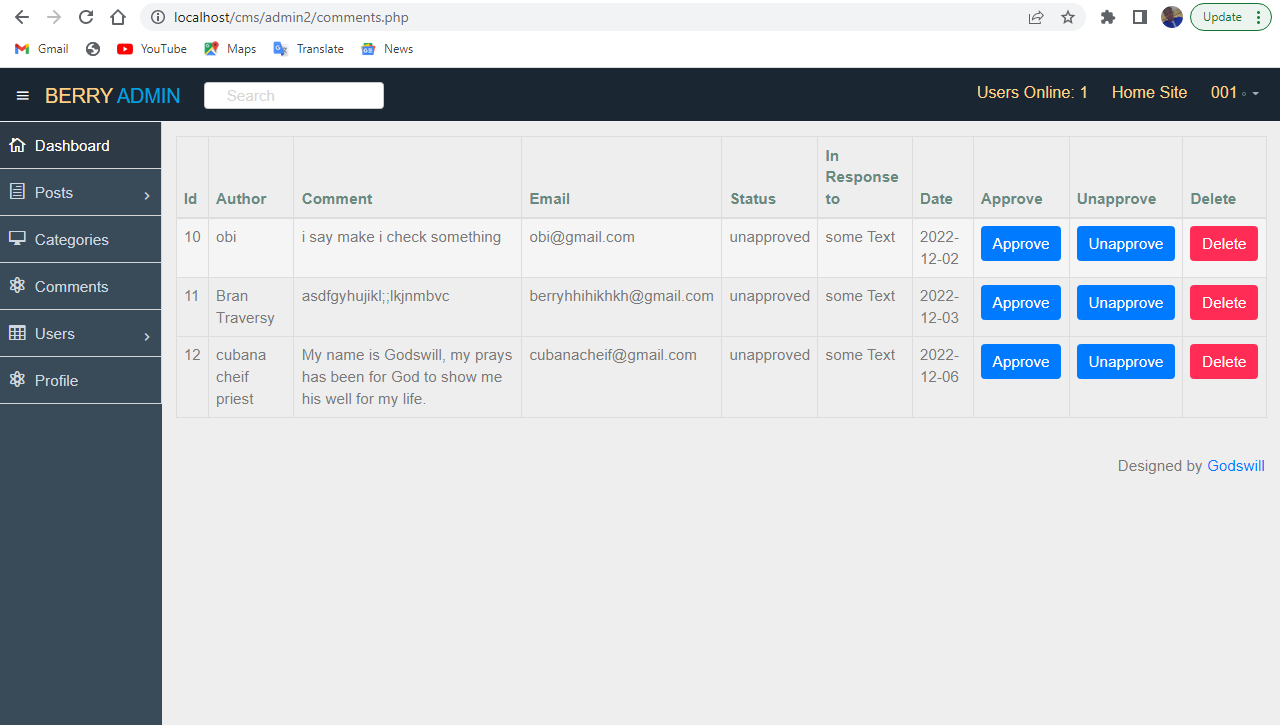 localhost/cms/admin2/comments.php
Update
Gmail YouTube Maps Translate News
BERRY ADMIN Search Users Online: 1 Home Site 001
Dashboard
Posts
Categories
Comments
Users
Profile
Id Author Comment Email Status In Response to Date Approve Unapprove Delete
10 obi i say make i check something obi@gmail.com unapproved some Text 2022-12-02 Approve Unapprove Delete
11 Bran Traversy asdfgyhujikl;;lkjnmbvc berryhhihikhkh@gmail.com unapproved some Text 2022-12-03 Approve Unapprove Delete
12 cubana cheif priest My name is Godswill, my prays has been for God to show me his well for my life. cubanacheif@gmail.com unapproved some Text 2022-12-06 Approve Unapprove Delete
Designed by Godswill